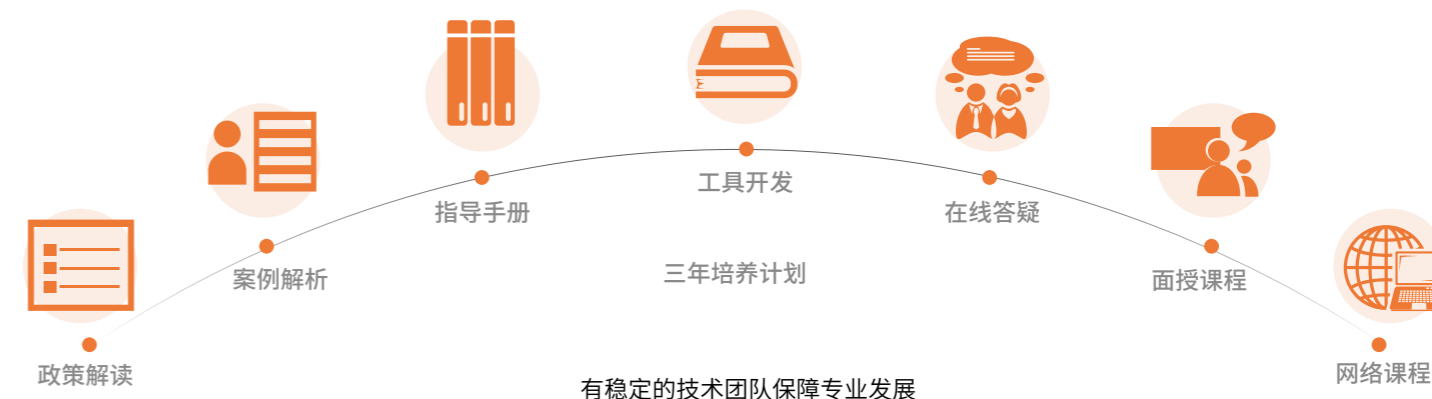 政策解读
案例解析
指导手册
工具开发
在线答疑
面授课程
网络课程
三年培养计划
有稳定的技术团队保障专业发展